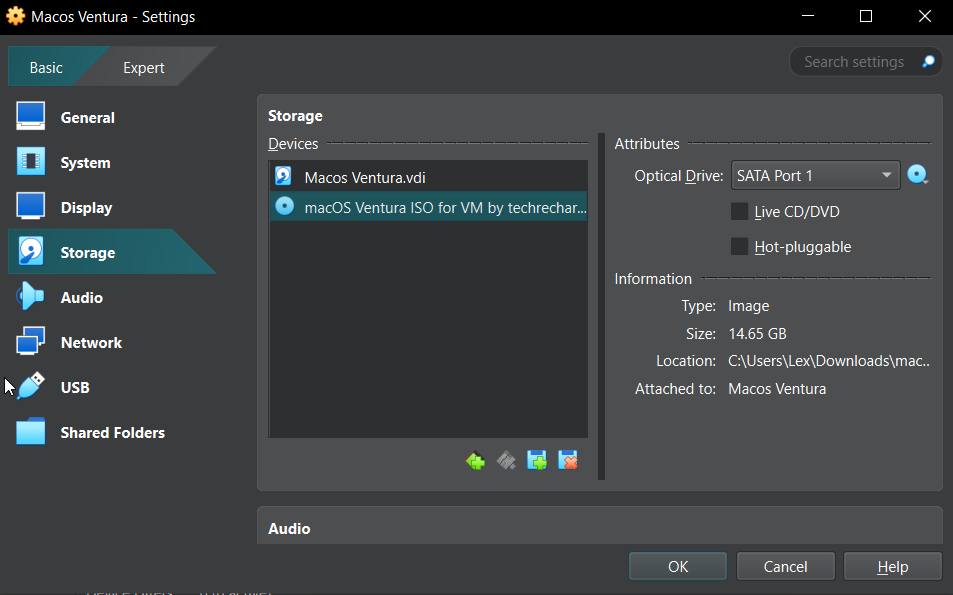 Macos Ventura - Settings
Basic
Expert
Search settings
General
System
Display
Storage
Audio
Network
USB
Shared Folders
Storage
Devices
Macos Ventura.vdi
macOS Ventura ISO for VM by techrechar...
Attributes
Optical Drive: SATA Port 1
Live CD/DVD
Hot-pluggable
Information
Type: Image
Size: 14.65 GB
Location: C:\Users\Lex\Downloads\mac..
Attached to: Macos Ventura
Audio
OK
Cancel
Help